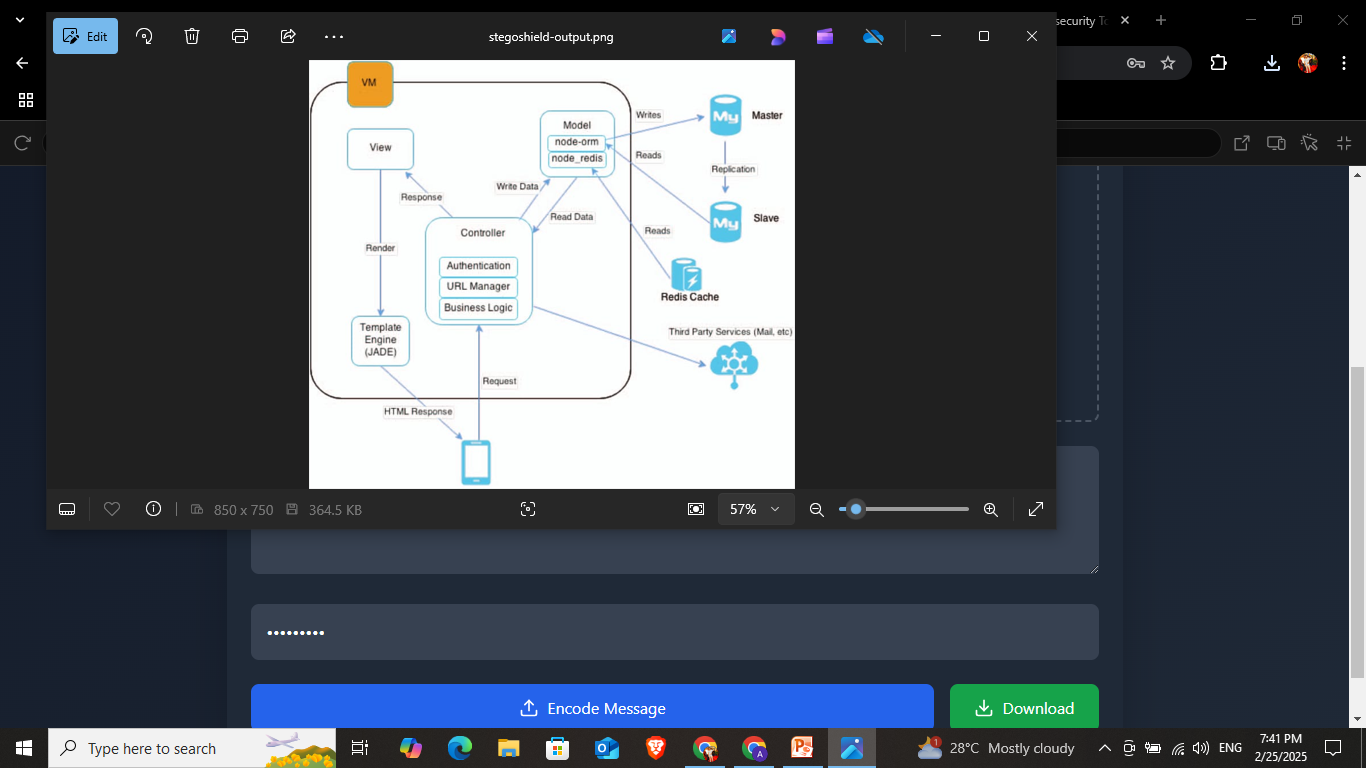 security To
Edit
stegoshield-output.png
VM
View
Model
node-orm
node_redis
Writes
Master
Reads
Replication
Response
Write Data
Read Data
Slave
Controller
Reads
Render
Authentication
URL Manager
Business Logic
Redis Cache
Template
Engine
(JADE)
Third Party Services (Mail, etc)
Request
HTML Response
My
My
850 x 750
364.5 KB
57%
•••••••••
Encode Message
Download
Type here to search
28°C Mostly cloudy
ENG
7:41 PM
2/25/2025